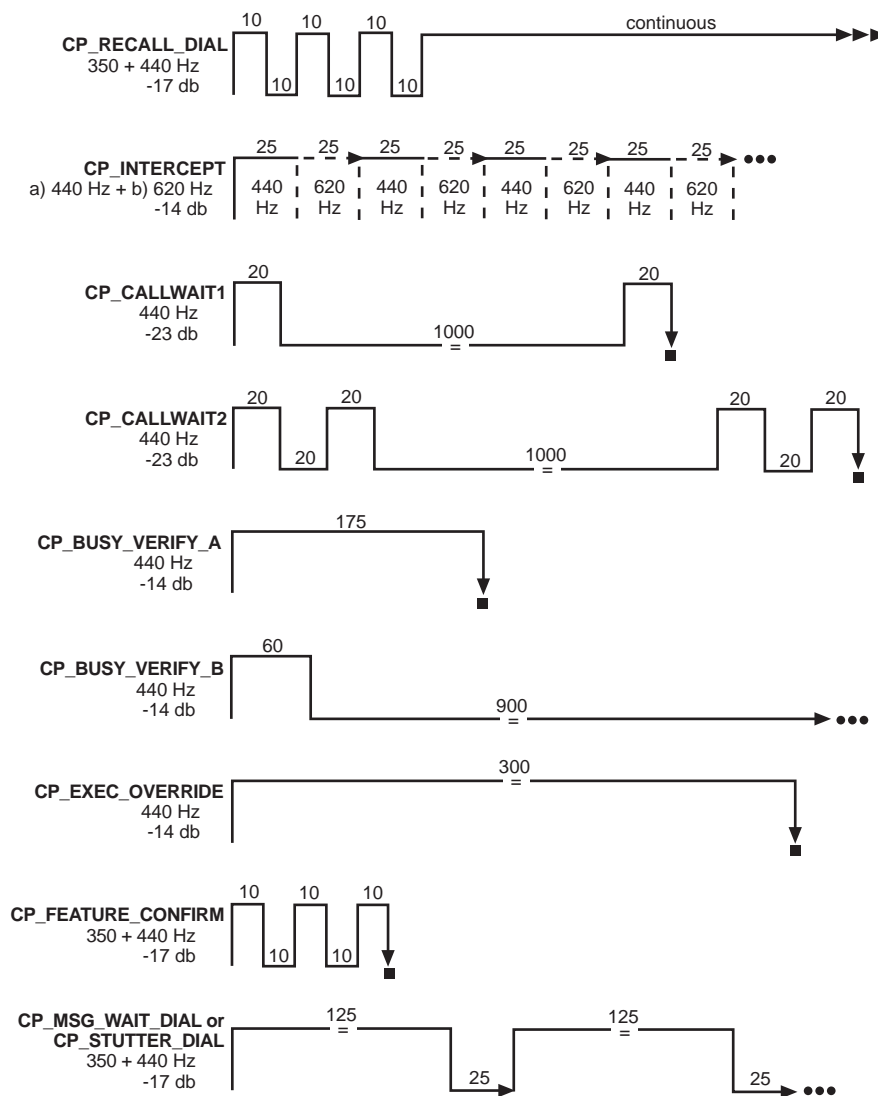 10 10 10 continuous
CP_RECALL_DIAL
350 + 440 Hz
-17 db
10 10 10
25 25 25 25 25 25 25 25
CP_INTERCEPT
a) 440 Hz + b) 620 Hz
-14 db
440 620 440 620 440 620 440 620
Hz Hz Hz Hz Hz Hz Hz Hz
20 20
CP_CALLWAIT1
440 Hz
-23 db
1000
=
20 20 20 20
CP_CALLWAIT2
440 Hz
-23 db
20 1000 20
=
175
CP_BUSY_VERIFY_A
440 Hz
-14 db
60
CP_BUSY_VERIFY_B
440 Hz
-14 db
900
=
300
=
CP_EXEC_OVERRIDE
440 Hz
-14 db
10 10 10
CP_FEATURE_CONFIRM
350 + 440 Hz
-17 db
10 10
125 125
= =
CP_MSG_WAIT_DIAL or
CP_STUTTER_DIAL
350 + 440 Hz
-17 db
25 25